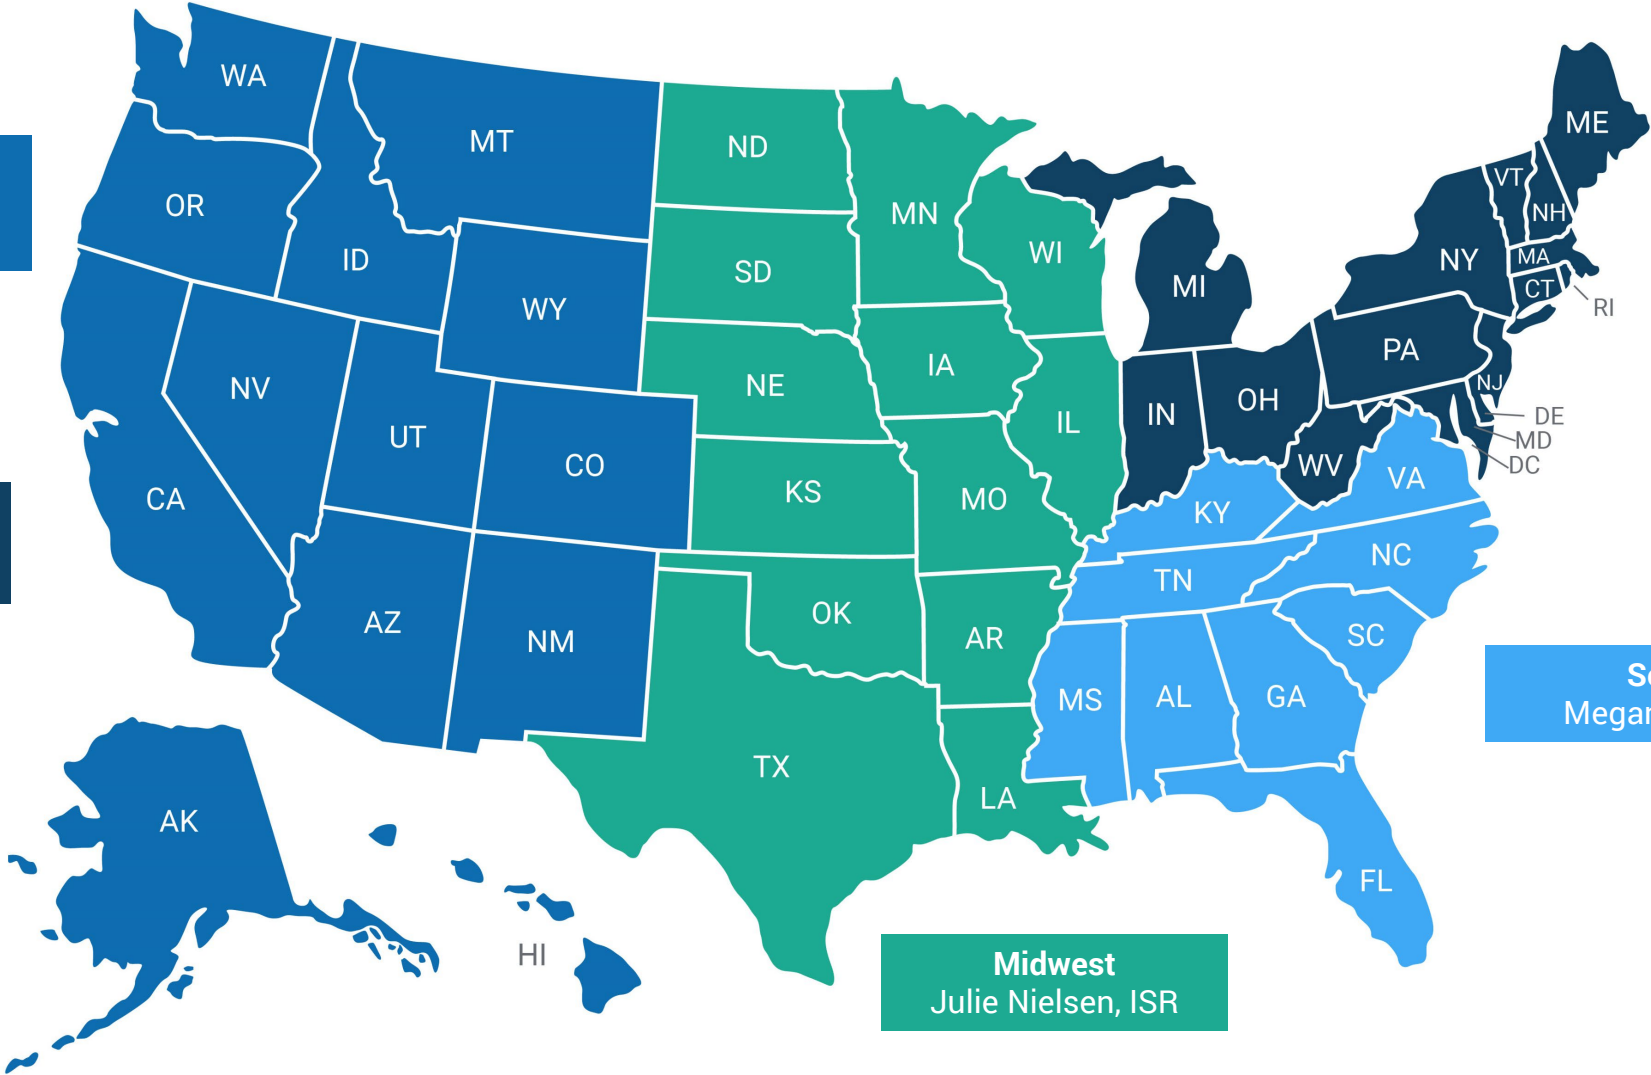 WA
MT
ND
ME
VT
OR
MN
NH
WI
MA
NY
ID
SD
MI
CT
RI
WY
PA
IA
NV
NE
NJ
OH
IN
IL
DE
UT
MD
CO
WV
DC
VA
KS
CA
MO
KY
NC
TN
OK
AZ
AR
SC
NM
MS
AL
GA
TX
LA
AK
FL
HI
Midwest
Julie Nielsen, ISR